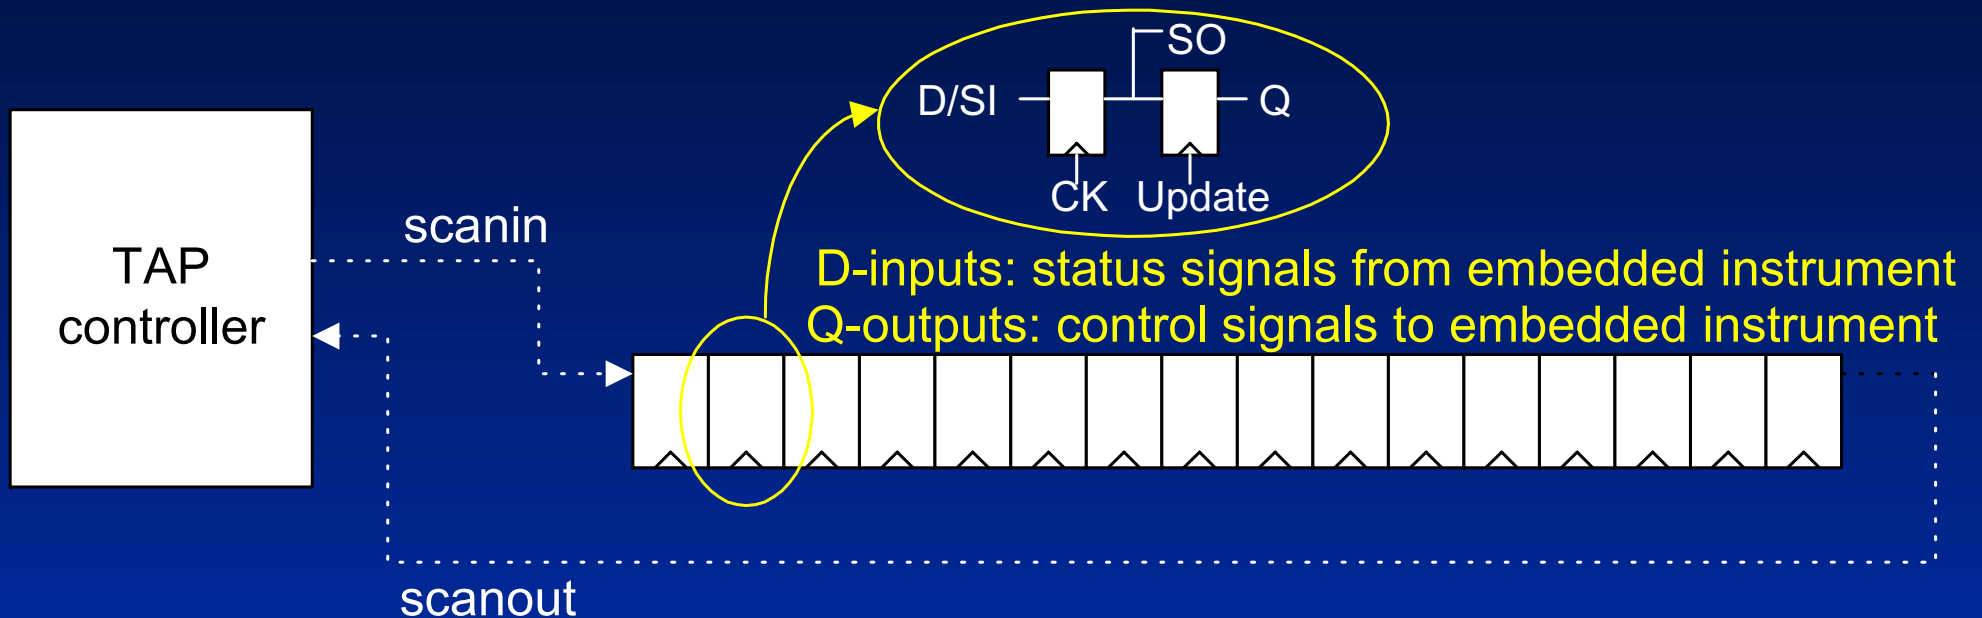 SO
D/SI
Q
CK Update
scanin
TAP
controller
D-inputs: status signals from embedded instrument
Q-outputs: control signals to embedded instrument
scanout